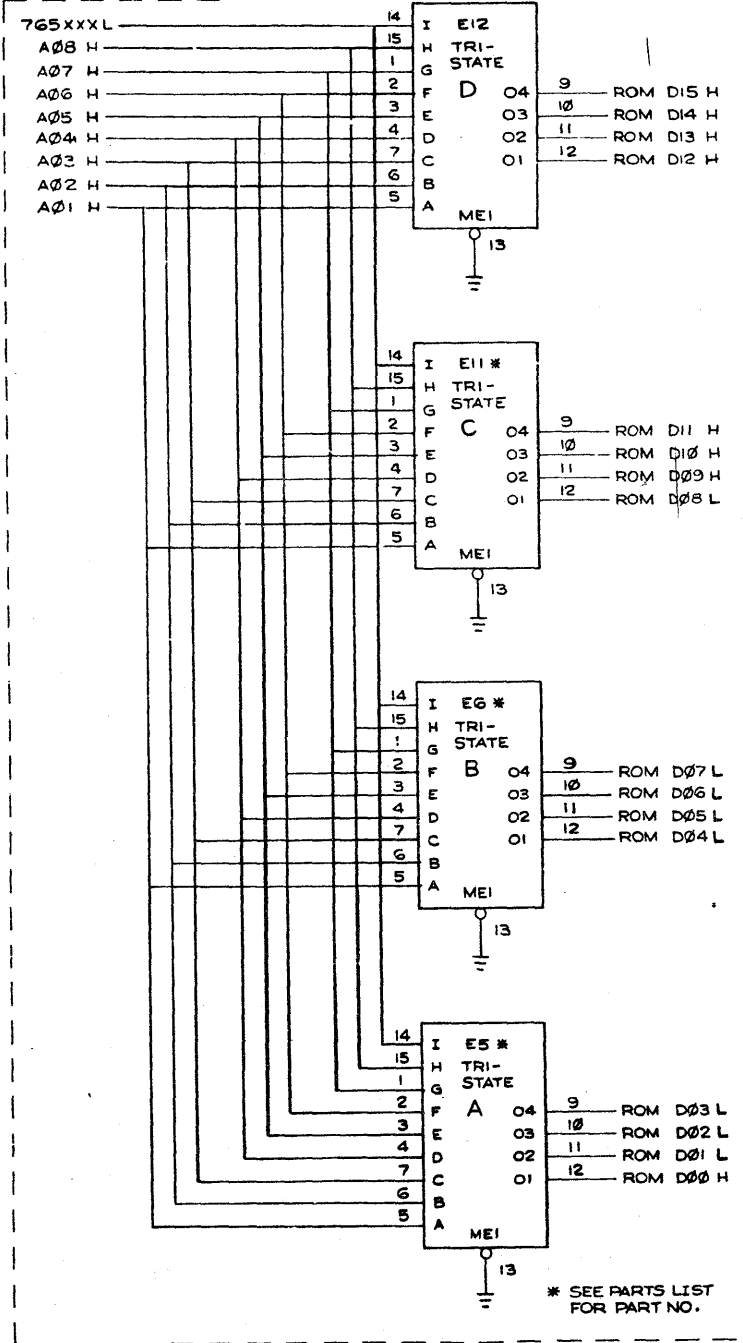 765XXXL 14 I E12
AØ8 H 15 H TRI-
AØ7 H 1 G STATE
AØ6 H 2 F D O4 9 ROM D15 H
AØ5 H 3 E O3 1Ø ROM D14 H
AØ4 H 4 D O2 11 ROM D13 H
AØ3 H 7 C O1 12 ROM D12 H
AØ2 H 6 B
AØ1 H 5 A
ME1
13
14 I E11 *
15 H TRI-
1 G STATE
2 F C O4 9 ROM D11 H
3 E O3 1Ø ROM D1Ø H
4 D O2 11 ROM DØ9 H
7 C O1 12 ROM DØ8 L
6 B
5 A
ME1
13
14 I E6 *
15 H TRI-
1 G STATE
2 F B O4 9 ROM DØ7 L
3 E O3 1Ø ROM DØ6 L
4 D O2 11 ROM DØ5 L
7 C O1 12 ROM DØ4 L
6 B
5 A
ME1
13
14 I E5 *
15 H TRI-
1 G STATE
2 F A O4 9 ROM DØ3 L
3 E O3 1Ø ROM DØ2 L
4 D O2 11 ROM DØ1 L
7 C O1 12 ROM DØØ H
6 B
5 A
ME1
13
* SEE PARTS LIST
FOR PART NO.